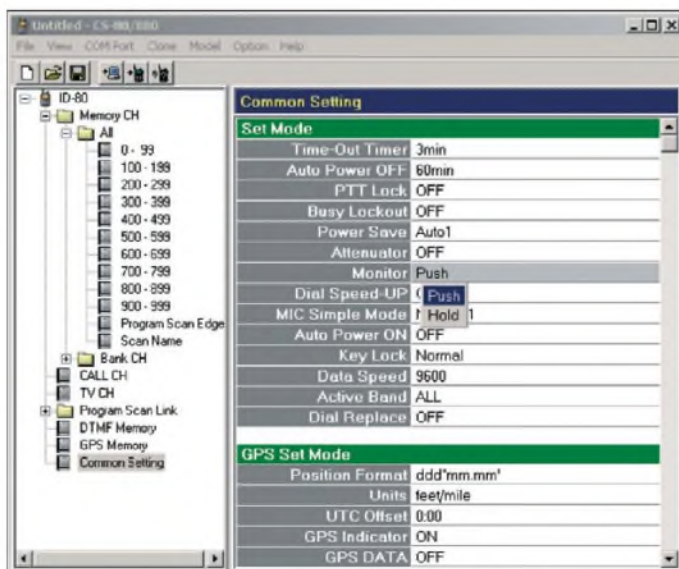 Untitled - CS-80/880
File View COM Port Clone Model Option Help
ID-80
Memory CH
All
0 - 99
100 - 199
200 - 299
300 - 399
400 - 499
500 - 599
600 - 699
700 - 799
800 - 899
900 - 999
Program Scan Edge
Scan Name
Bank CH
CALL CH
TV CH
Program Scan Link
DTMF Memory
GPS Memory
Common Setting
Common Setting
Set Mode
Time-Out Timer 3min
Auto Power OFF 60min
PTT Lock OFF
Busy Lockout OFF
Power Save Auto1
Attenuator OFF
Monitor Push
Dial Speed-UP
Push
MIC Simple Mode 1
Hold
Auto Power ON OFF
Key Lock Normal
Data Speed 9600
Active Band ALL
Dial Replace OFF
GPS Set Mode
Position Format ddd°mm.mm'
Units feet/mile
UTC Offset 0:00
GPS Indicator ON
GPS DATA OFF